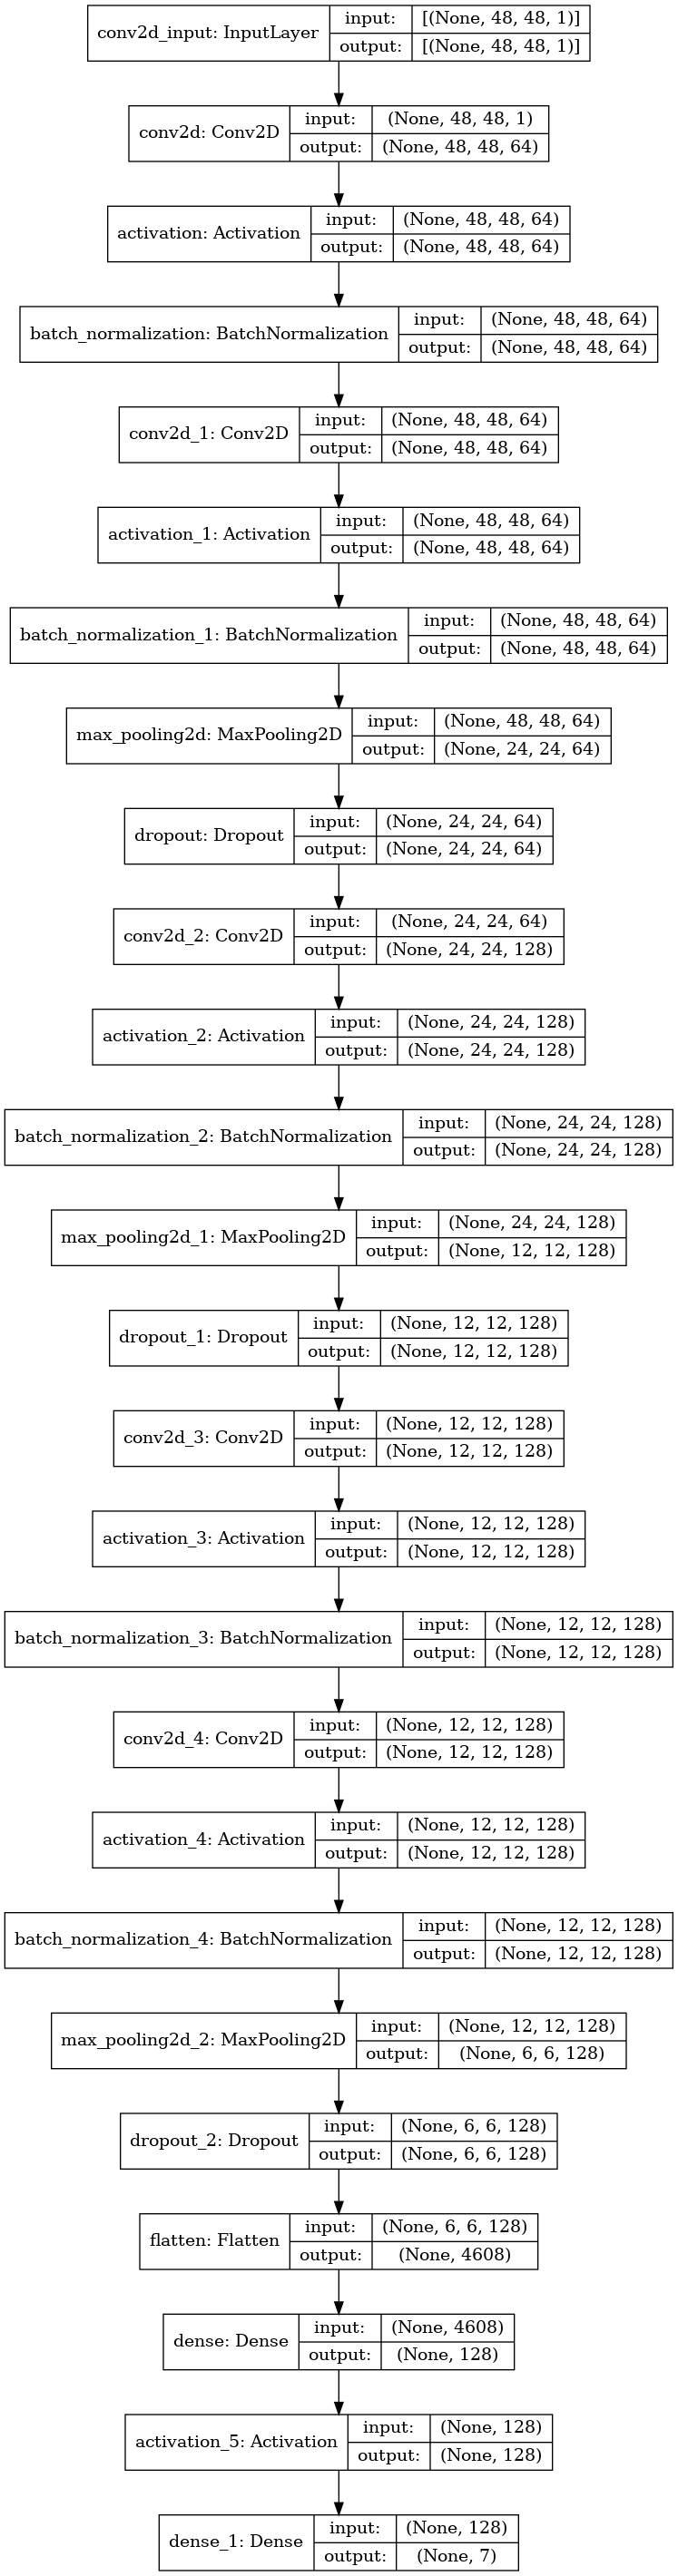 conv2d_input: InputLayer
input: [(None, 48, 48, 1)]
output: [(None, 48, 48, 1)]
conv2d: Conv2D
input: (None, 48, 48, 1)
output: (None, 48, 48, 64)
activation: Activation
input: (None, 48, 48, 64)
output: (None, 48, 48, 64)
batch_normalization: BatchNormalization
input: (None, 48, 48, 64)
output: (None, 48, 48, 64)
conv2d_1: Conv2D
input: (None, 48, 48, 64)
output: (None, 48, 48, 64)
activation_1: Activation
input: (None, 48, 48, 64)
output: (None, 48, 48, 64)
batch_normalization_1: BatchNormalization
input: (None, 48, 48, 64)
output: (None, 48, 48, 64)
max_pooling2d: MaxPooling2D
input: (None, 48, 48, 64)
output: (None, 24, 24, 64)
dropout: Dropout
input: (None, 24, 24, 64)
output: (None, 24, 24, 64)
conv2d_2: Conv2D
input: (None, 24, 24, 64)
output: (None, 24, 24, 128)
activation_2: Activation
input: (None, 24, 24, 128)
output: (None, 24, 24, 128)
batch_normalization_2: BatchNormalization
input: (None, 24, 24, 128)
output: (None, 24, 24, 128)
max_pooling2d_1: MaxPooling2D
input: (None, 24, 24, 128)
output: (None, 12, 12, 128)
dropout_1: Dropout
input: (None, 12, 12, 128)
output: (None, 12, 12, 128)
conv2d_3: Conv2D
input: (None, 12, 12, 128)
output: (None, 12, 12, 128)
activation_3: Activation
input: (None, 12, 12, 128)
output: (None, 12, 12, 128)
batch_normalization_3: BatchNormalization
input: (None, 12, 12, 128)
output: (None, 12, 12, 128)
conv2d_4: Conv2D
input: (None, 12, 12, 128)
output: (None, 12, 12, 128)
activation_4: Activation
input: (None, 12, 12, 128)
output: (None, 12, 12, 128)
batch_normalization_4: BatchNormalization
input: (None, 12, 12, 128)
output: (None, 12, 12, 128)
max_pooling2d_2: MaxPooling2D
input: (None, 12, 12, 128)
output: (None, 6, 6, 128)
dropout_2: Dropout
input: (None, 6, 6, 128)
output: (None, 6, 6, 128)
flatten: Flatten
input: (None, 6, 6, 128)
output: (None, 4608)
dense: Dense
input: (None, 4608)
output: (None, 128)
activation_5: Activation
input: (None, 128)
output: (None, 128)
dense_1: Dense
input: (None, 128)
output: (None, 7)